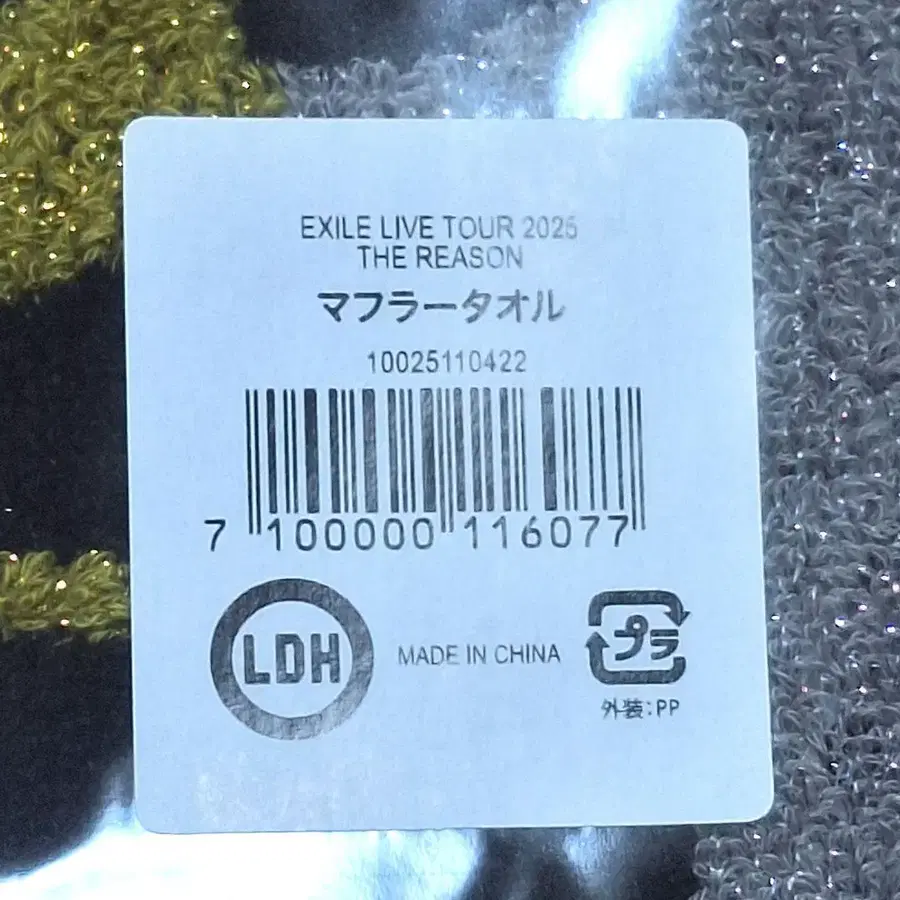 EXILE LIVE TOUR 2025
THE REASON
マフラータオル
10025110422
7 100000 116077
LDH
MADE IN CHINA
プラ
外装:PP